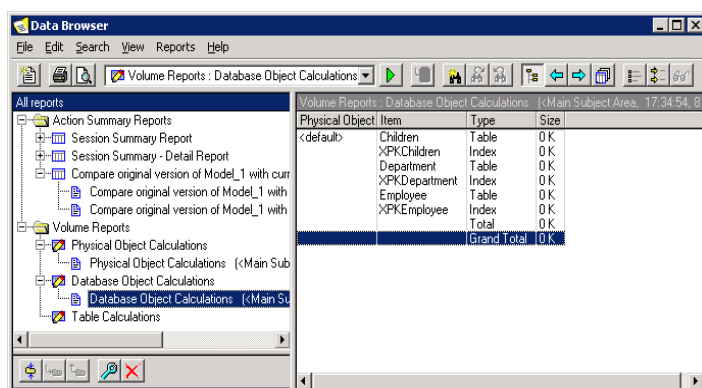 Data Browser
File Edit Search View Reports Help
Volume Reports : Database Object Calculations
All reports
Action Summary Reports
Session Summary Report
Session Summary - Detail Report
Compare original version of Model_1 with curr
Compare original version of Model_1 with
Compare original version of Model_1 with
Volume Reports
Physical Object Calculations
Physical Object Calculations (<Main Sub
Database Object Calculations
Database Object Calculations (<Main Su
Table Calculations
Volume Reports : Database Object Calculations (<Main Subject Area, 17:34:54, 8
Physical Object Item Type Size
<default> Children Table 0 K
XPKChildren Index 0 K
Department Table 0 K
XPKDepartment Index 0 K
Employee Table 0 K
XPKEmployee Index 0 K
Total 0 K
Grand Total 0 K